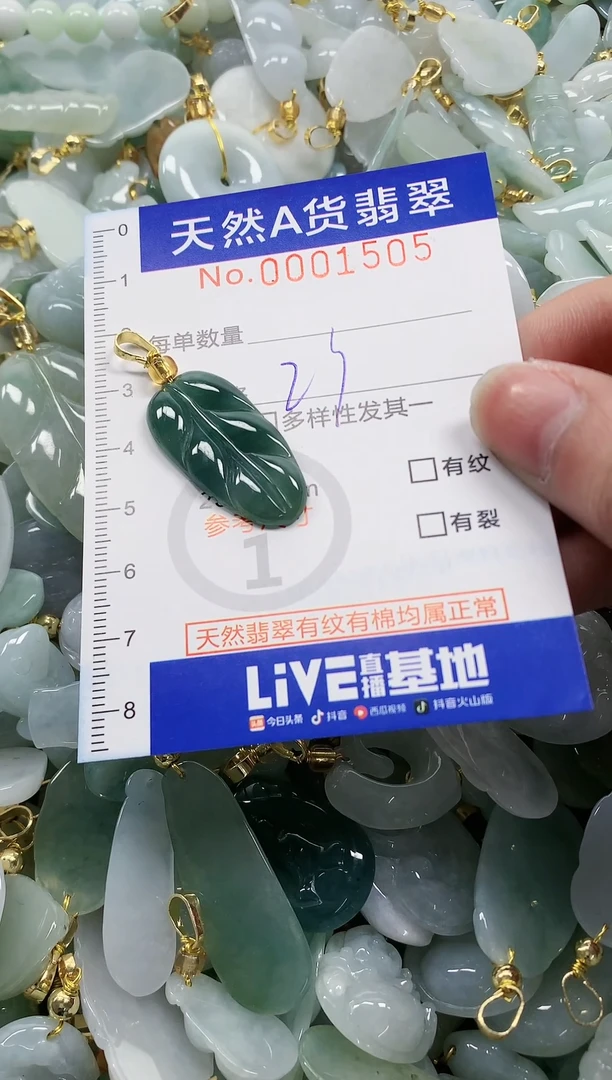 天然A货翡翠
No.0001505
0
1
每单数量
25
3
多样性发其一
4
有纹
5
有裂
参考
1
6
天然翡翠有纹有棉均属正常
7
LiVE直播基地
8
今日头条 抖音 西瓜视频 抖音火山版